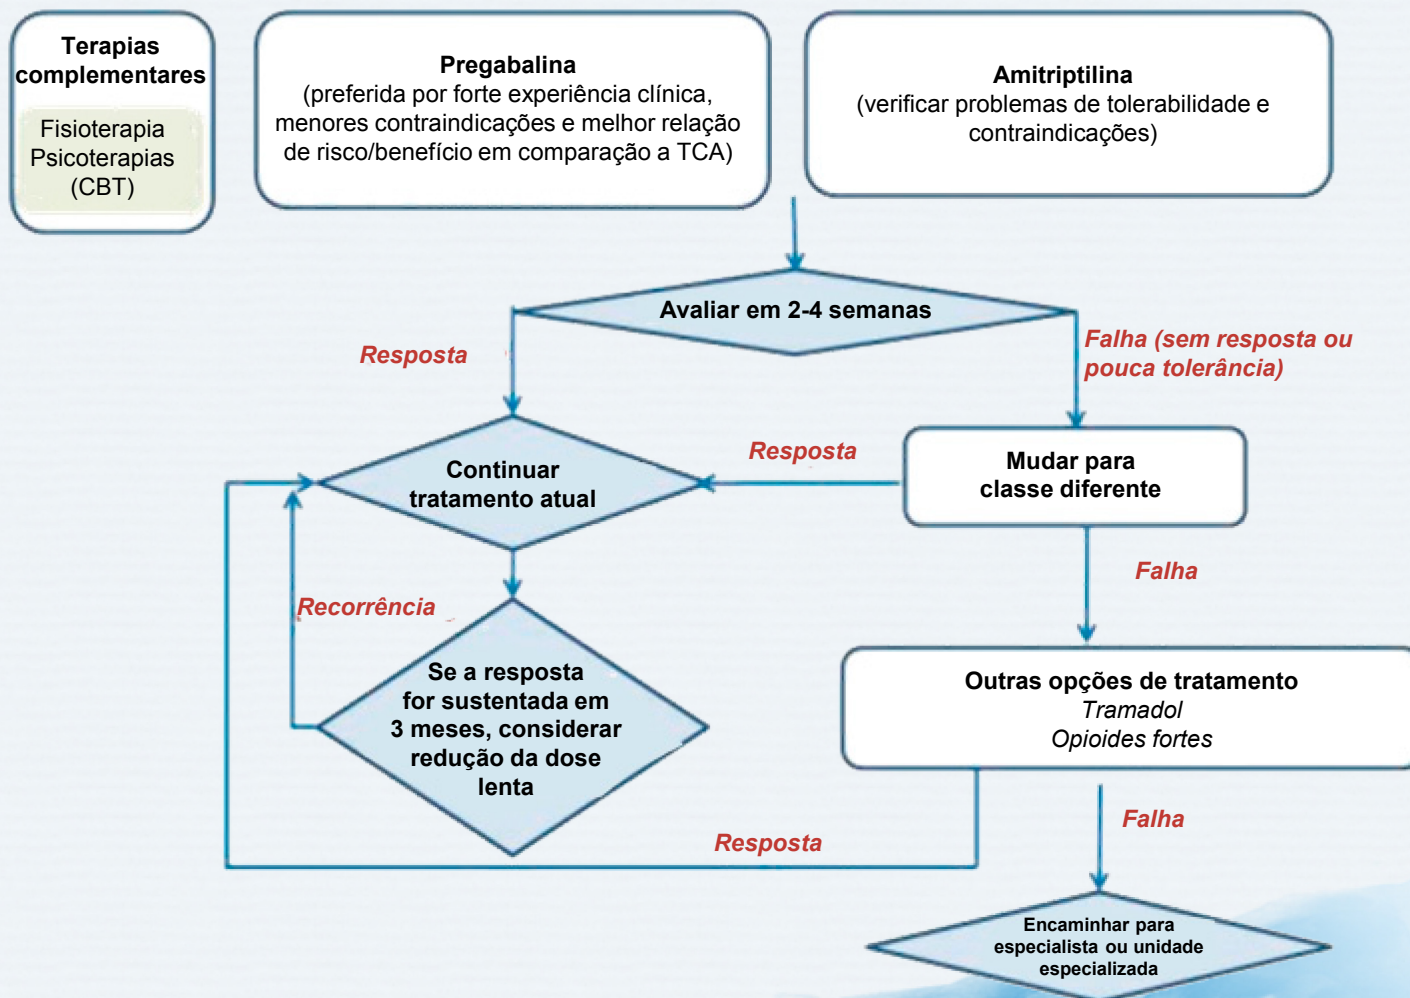 Terapias
complementares
Fisioterapia
Psicoterapias
(CBT)
Pregabalina
(preferida por forte experiência clínica,
menores contraindicações e melhor relação
de risco/benefício em comparação a TCA)
Amitriptilina
(verificar problemas de tolerabilidade e
contraindicações)
Avaliar em 2-4 semanas
Resposta
Falha (sem resposta ou
pouca tolerância)
Continuar
tratamento atual
Resposta
Mudar para
classe diferente
Falha
Recorrência
Se a resposta
for sustentada em
3 meses, considerar
redução da dose
lenta
Outras opções de tratamento
Tramadol
Opioides fortes
Resposta
Falha
Encaminhar para
especialista ou unidade
especializada